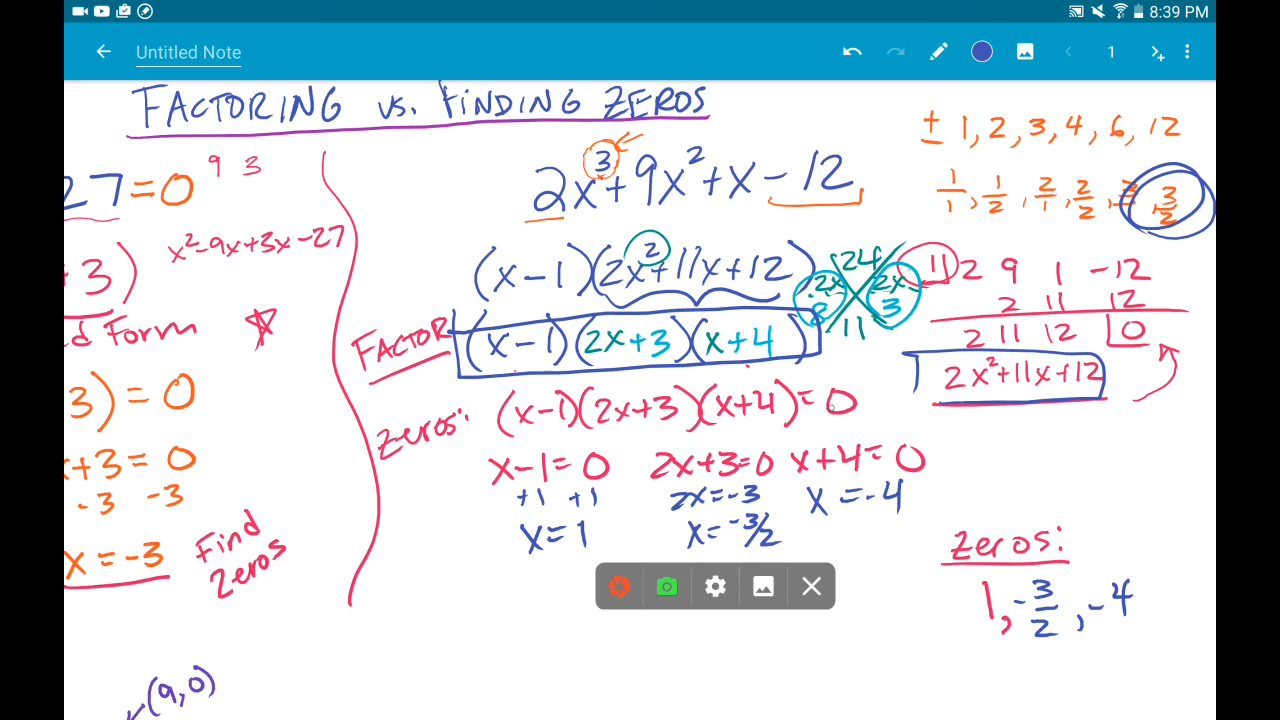 8:39 PM
Untitled Note
1
FACTORING vs. FINDING ZEROS
27 = 0
9 3
x² - 9x + 3x - 27
+ 3)
d Form
3) = 0
x + 3 = 0
-3 -3
x = -3
Find
Zeros
(9, 0)
2x³ + 9x² + x - 12
(x - 1)(2x² + 11x + 12)
FACTOR (x - 1)(2x + 3)(x + 4)
Zeros: (x - 1)(2x + 3)(x + 4) = 0
x - 1 = 0 2x + 3 = 0 x + 4 = 0
+1 +1 2x = -3 x = -4
x = 1 x = -3/2
24
2x 2x
8 3
11
± 1, 2, 3, 4, 6, 12
1/1, 1/2, 2/1, 2/2, 3/2
2 9 1 -12
2 11 12
2 11 12 0
2x² + 11x + 12
Zeros:
1, -3/2, -4